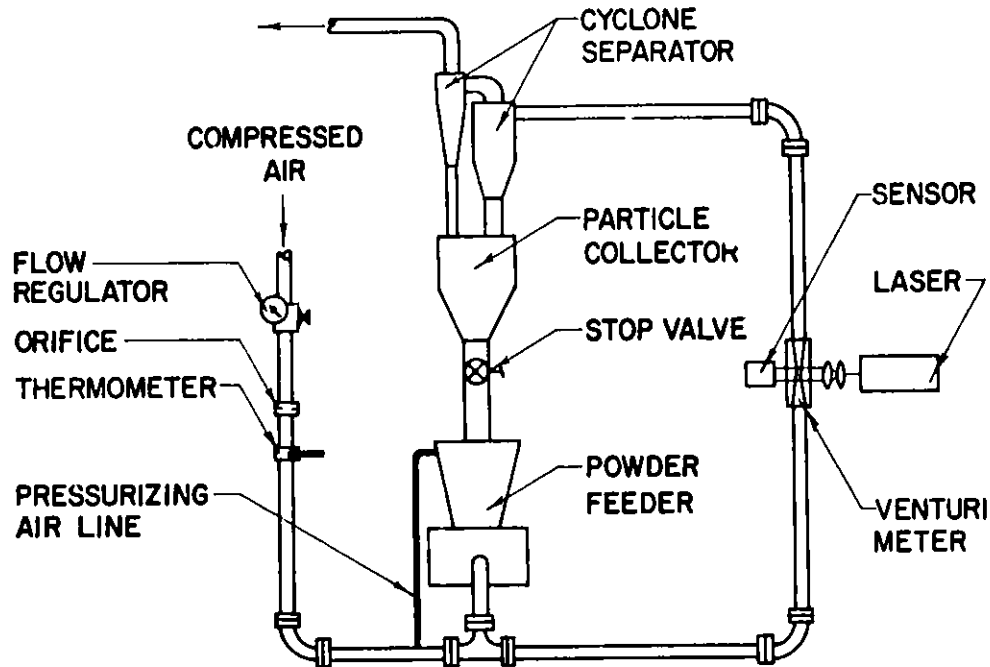 CYCLONE
SEPARATOR
COMPRESSED
AIR
SENSOR
PARTICLE
COLLECTOR
FLOW
REGULATOR
LASER
ORIFICE
STOP VALVE
THERMOMETER
POWDER
FEEDER
PRESSURIZING
AIR LINE
VENTURI
METER